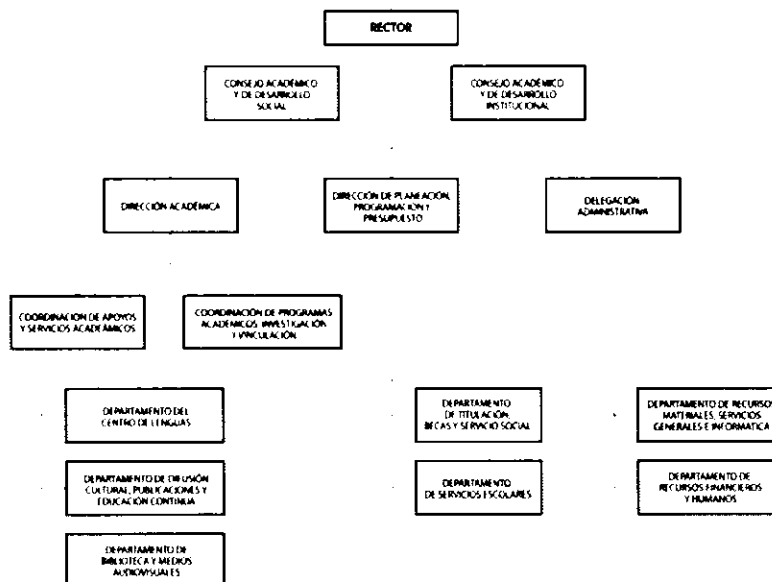 RECTOR
CONSEJO ACADÉMICO
Y DE DESARROLLO
SOCIAL
CONSEJO ACADÉMICO
Y DE DESARROLLO
INSTITUCIONAL
DIRECCIÓN ACADÉMICA
DIRECCIÓN DE PLANEACIÓN,
PROGRAMACIÓN Y
PRESUPUESTO
DELEGACIÓN
ADMINISTRATIVA
COORDINACIÓN DE APOYOS
Y SERVICIOS ACADÉMICOS
COORDINACIÓN DE PROGRAMAS
ACADÉMICOS, INVESTIGACIÓN
Y VINCULACIÓN
DEPARTAMENTO DEL
CENTRO DE LENGUAS
DEPARTAMENTO
DE TITULACIÓN,
BECAS Y SERVICIO SOCIAL
DEPARTAMENTO DE RECURSOS
MATERIALES, SERVICIOS
GENERALES E INFORMATICA
DEPARTAMENTO DE DIFUSIÓN
CULTURAL, PUBLICACIONES Y
EDUCACIÓN CONTINUA
DEPARTAMENTO
DE SERVICIOS ESCOLARES
DEPARTAMENTO DE
RECURSOS FINANCIEROS
Y HUMANOS
DEPARTAMENTO DE
BIBLIOTECA Y MEDIOS
AUDIOVISUALES